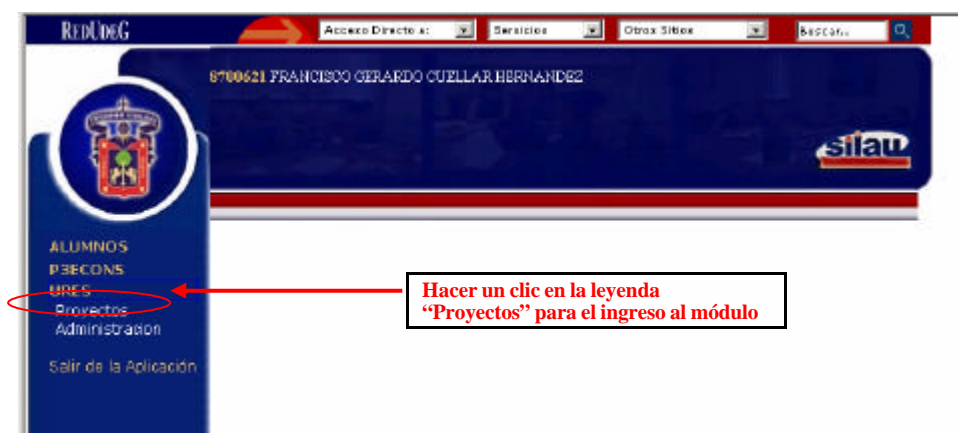 REDUDEG
Acceso Directo a:
Servicios
Otros Sitios
Buscar..
8700621 FRANCISCO GERARDO CUELLAR HERNANDEZ
silau
ALUMNOS
P3ECONS
URES
Proyectos
Administracion
Salir de la Aplicación
Hacer un clic en la leyenda
“Proyectos” para el ingreso al módulo